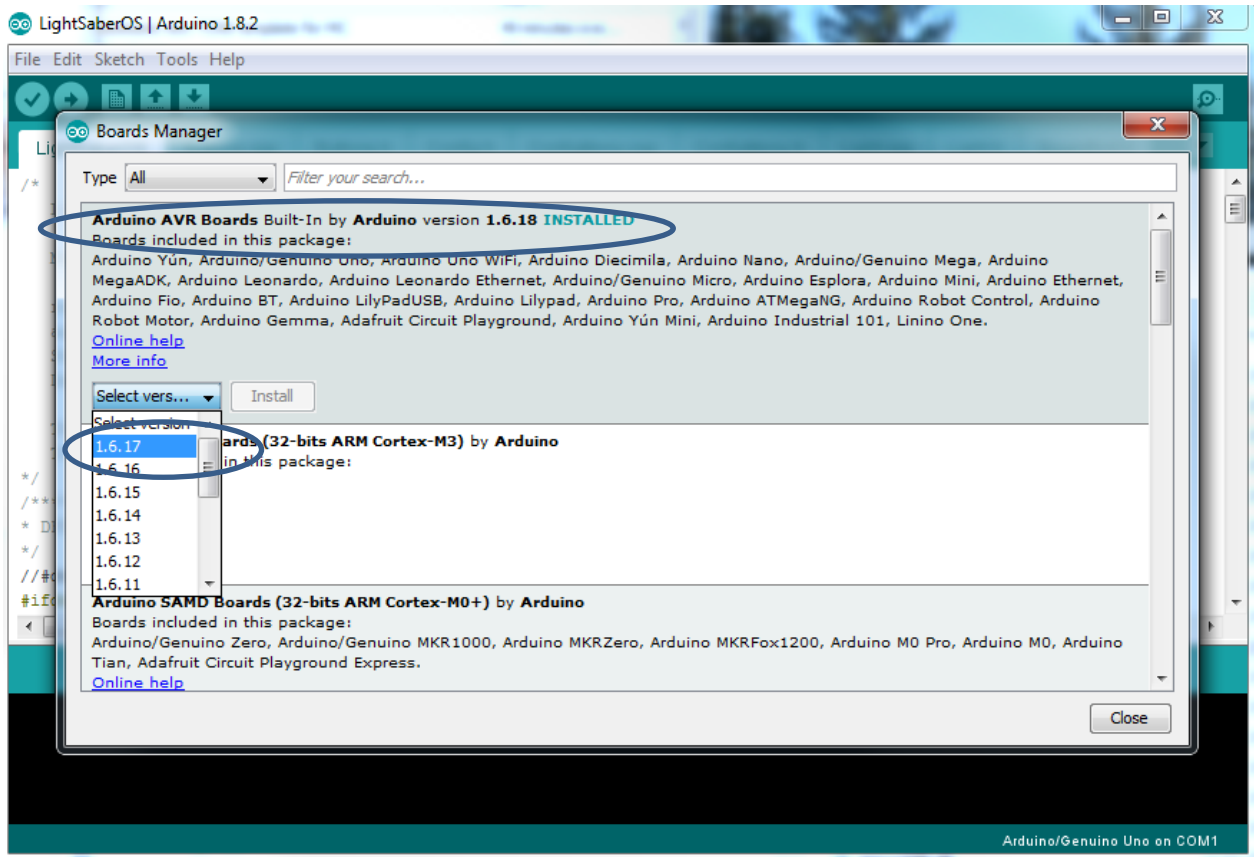 LightSaberOS | Arduino 1.8.2
File Edit Sketch Tools Help
Boards Manager
Type All Filter your search...
/*
Arduino AVR Boards Built-In by Arduino version 1.6.18 INSTALLED
Boards included in this package:
Arduino Yún, Arduino/Genuino Uno, Arduino Uno WiFi, Arduino Diecimila, Arduino Nano, Arduino/Genuino Mega, Arduino
MegaADK, Arduino Leonardo, Arduino Leonardo Ethernet, Arduino/Genuino Micro, Arduino Esplora, Arduino Mini, Arduino Ethernet,
Arduino Fio, Arduino BT, Arduino LilyPadUSB, Arduino Lilypad, Arduino Pro, Arduino ATMegaNG, Arduino Robot Control, Arduino
Robot Motor, Arduino Gemma, Adafruit Circuit Playground, Arduino Yún Mini, Arduino Industrial 101, Linino One.
Online help
More info
Select vers... Install
Select version
1.6.17
(32-bits ARM Cortex-M3) by Arduino
1.6.16
in this package:
*/
1.6.15
/**
1.6.14
1.6.13
*/
1.6.12
1.6.11
Arduino SAMD Boards (32-bits ARM Cortex-M0+) by Arduino
Boards included in this package:
Arduino/Genuino Zero, Arduino/Genuino MKR1000, Arduino MKRZero, Arduino MKRFox1200, Arduino M0 Pro, Arduino M0, Arduino
Tian, Adafruit Circuit Playground Express.
Online help
Close
Arduino/Genuino Uno on COM1